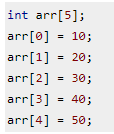 int arr[5];
arr[0] = 10;
arr[1] = 20;
arr[2] = 30;
arr[3] = 40;
arr[4] = 50;